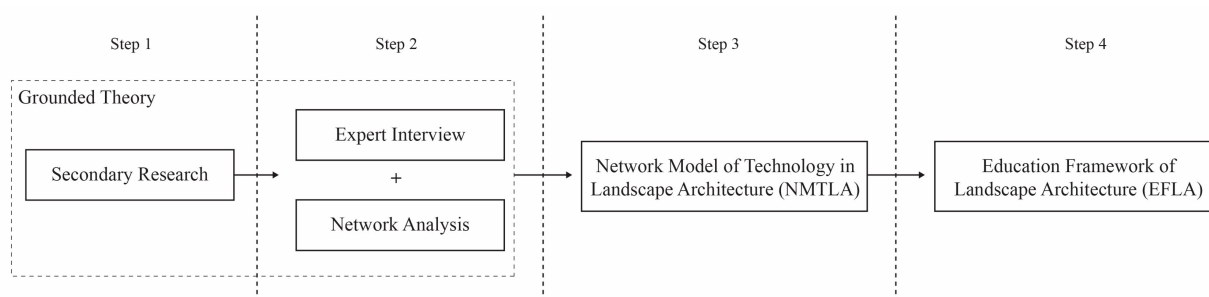 Step 1
Step 2
Step 3
Step 4
Grounded Theory
Secondary Research
Expert Interview
+
Network Analysis
Network Model of Technology in
Landscape Architecture (NMTLA)
Education Framework of
Landscape Architecture (EFLA)